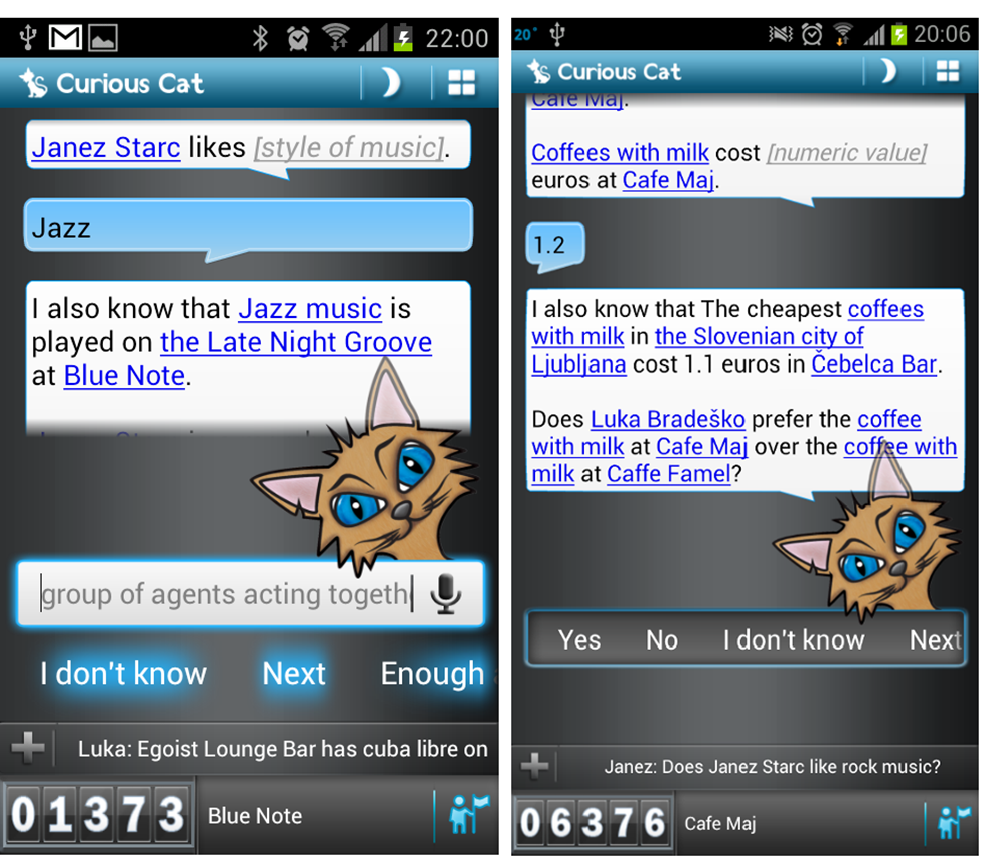 22:00
Curious Cat
Janez Starc likes [style of music].
Jazz
I also know that Jazz music is
played on the Late Night Groove
at Blue Note.
group of agents acting togeth
I don't know Next Enough
Luka: Egoist Lounge Bar has cuba libre on
01373 Blue Note
20° 20:06
Curious Cat
Cafe Maj.
Coffees with milk cost [numeric value]
euros at Cafe Maj.
1.2
I also know that The cheapest coffees
with milk in the Slovenian city of
Ljubljana cost 1.1 euros in Čebelca Bar.
Does Luka Bradeško prefer the coffee
with milk at Cafe Maj over the coffee with
milk at Caffe Famel?
Yes No I don't know Next
Janez: Does Janez Starc like rock music?
06376 Cafe Maj